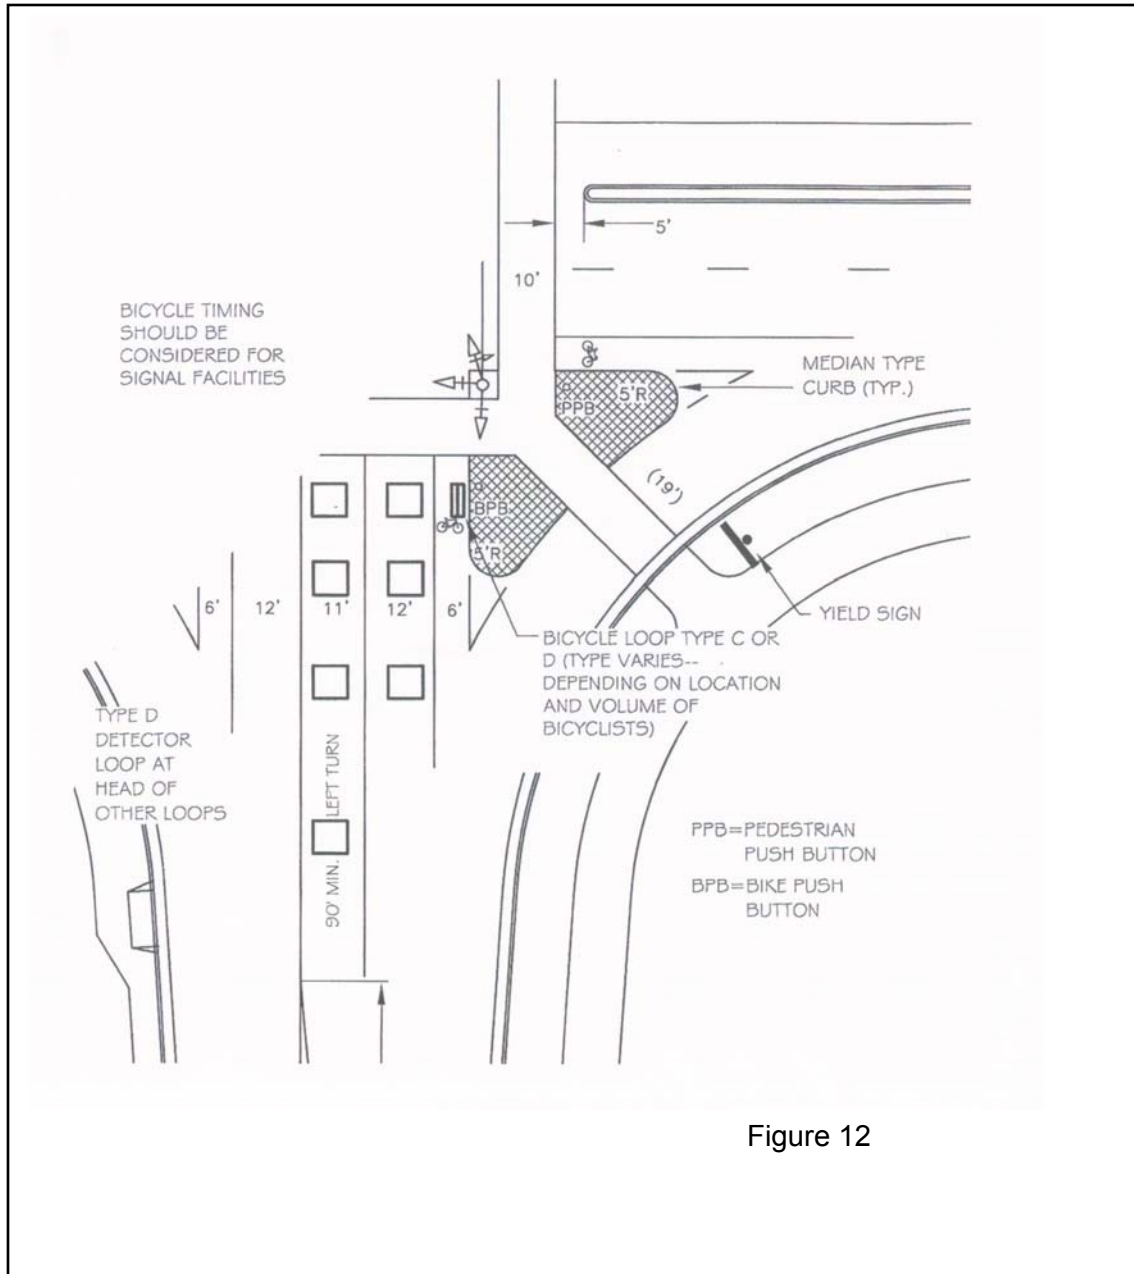 5'
10'
BICYCLE TIMING
SHOULD BE
CONSIDERED FOR
SIGNAL FACILITIES
MEDIAN TYPE
CURB (TYP.)
5'R
PPB
(19')
BPB
5'R
6'
12'
11'
12'
6'
YIELD SIGN
BICYCLE LOOP TYPE C OR
D (TYPE VARIES--
DEPENDING ON LOCATION
AND VOLUME OF
BICYCLISTS)
TYPE D
DETECTOR
LOOP AT
HEAD OF
OTHER LOOPS
90' MIN. LEFT TURN
PPB=PEDESTRIAN
PUSH BUTTON
BPB=BIKE PUSH
BUTTON
Figure 12